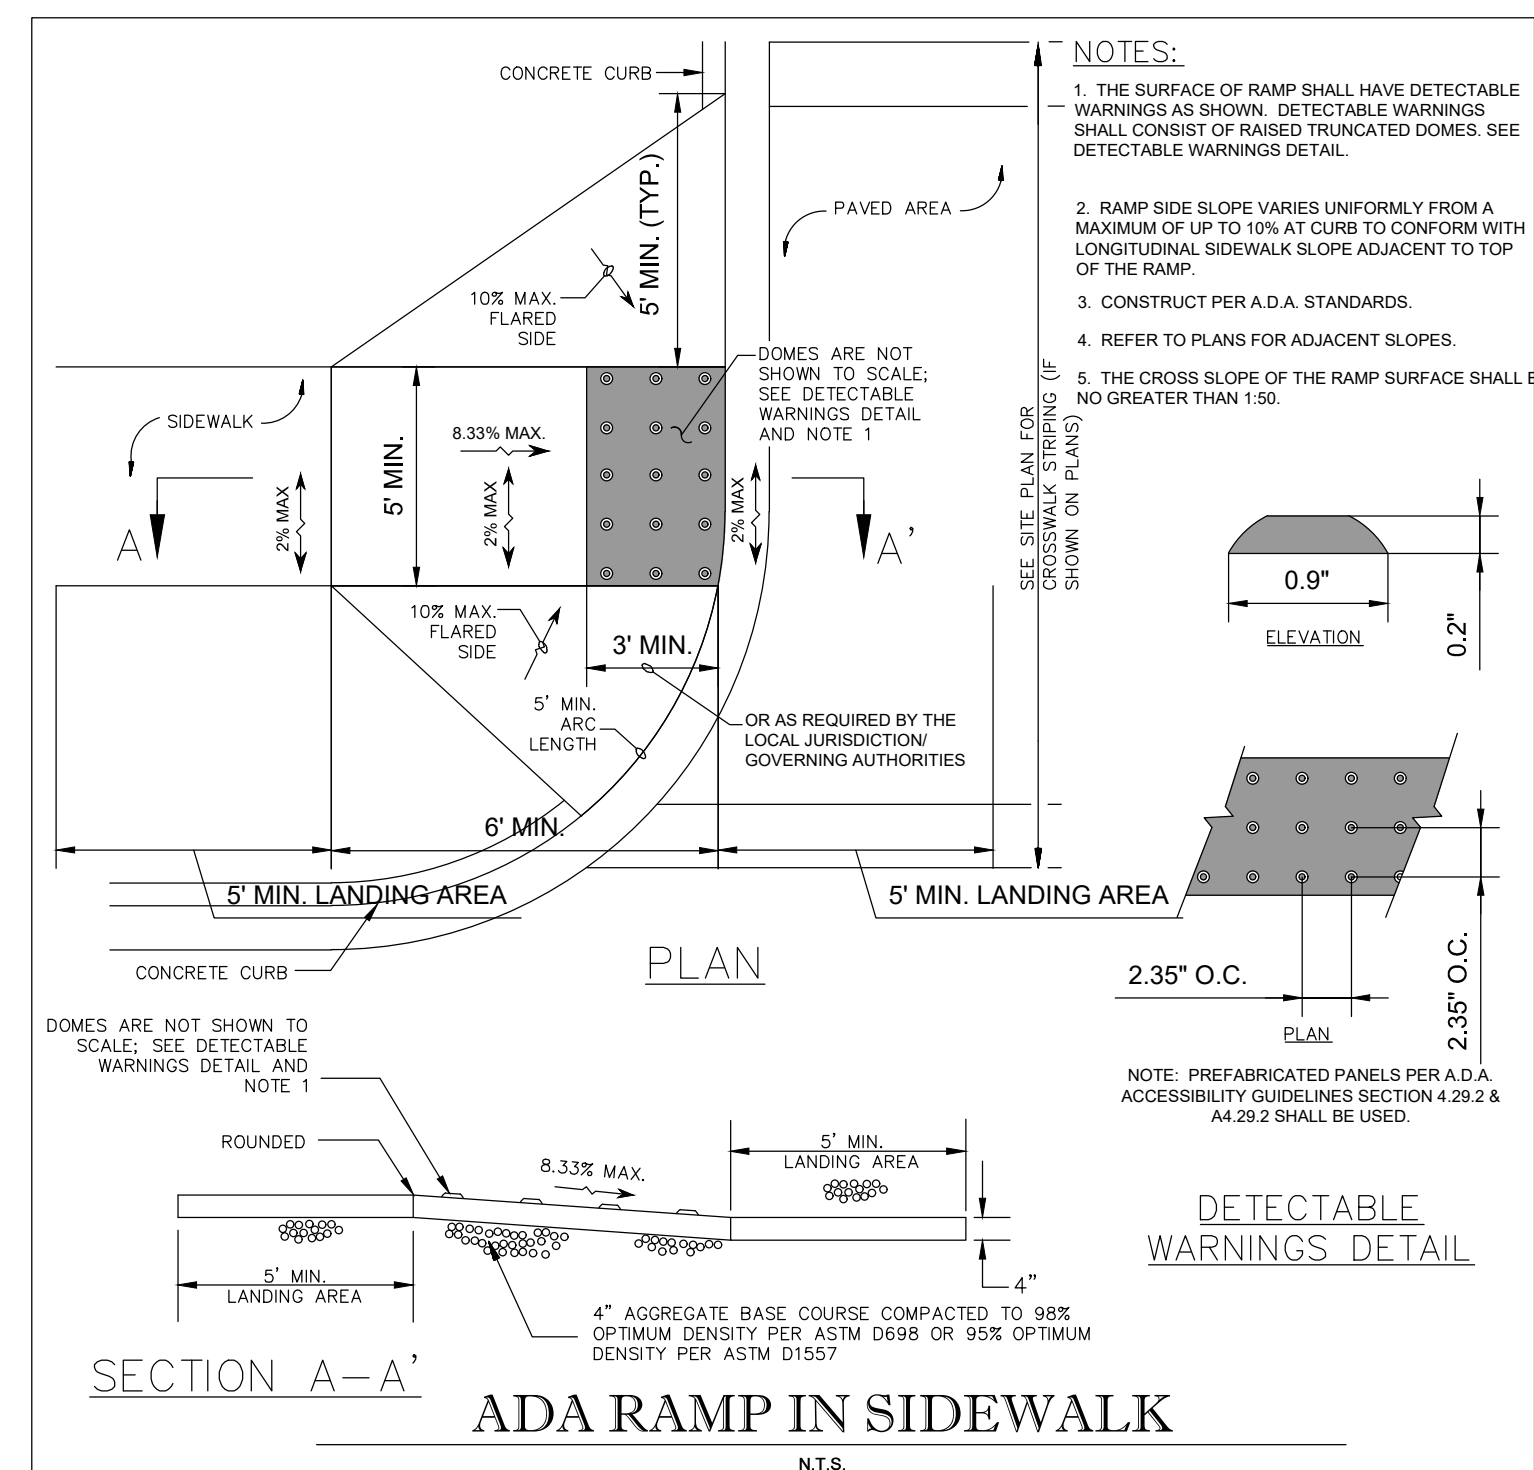 CONCRETE CURB
5' MIN. (TYP.)
10% MAX.
FLARED
SIDE
PAVED AREA
NOTES:
1. THE SURFACE OF RAMP SHALL HAVE DETECTABLE
WARNINGS AS SHOWN. DETECTABLE WARNINGS
SHALL CONSIST OF RAISED TRUNCATED DOMES. SEE
DETECTABLE WARNINGS DETAIL.
2. RAMP SIDE SLOPE VARIES UNIFORMLY FROM A
MAXIMUM OF UP TO 10% AT CURB TO CONFORM WITH
LONGITUDINAL SIDEWALK SLOPE ADJACENT TO TOP
OF THE RAMP.
3. CONSTRUCT PER A.D.A. STANDARDS.
4. REFER TO PLANS FOR ADJACENT SLOPES.
5. THE CROSS SLOPE OF THE RAMP SURFACE SHALL
NO GREATER THAN 1:50.
DOMES ARE NOT
SHOWN TO SCALE;
SEE DETECTABLE
WARNINGS DETAIL
AND NOTE 1
SIDEWALK
8.33% MAX.
5' MIN.
2% MAX
2% MAX
2% MAX
A
A'
SEE SITE PLAN FOR
CROSSWALK STRIPING (IF
SHOWN ON PLANS)
10% MAX.
FLARED
SIDE
3' MIN.
5' MIN.
ARC
LENGTH
OR AS REQUIRED BY THE
LOCAL JURISDICTION/
GOVERNING AUTHORITIES
6' MIN.
5' MIN. LANDING AREA
5' MIN. LANDING AREA
CONCRETE CURB
PLAN
0.9"
0.2"
ELEVATION
2.35" O.C.
2.35" O.C.
PLAN
NOTE: PREFABRICATED PANELS PER A.D.A.
ACCESSIBILITY GUIDELINES SECTION 4.29.2 &
A4.29.2 SHALL BE USED.
DETECTABLE
WARNINGS DETAIL
DOMES ARE NOT SHOWN TO
SCALE; SEE DETECTABLE
WARNINGS DETAIL AND
NOTE 1
ROUNDED
8.33% MAX.
5' MIN.
LANDING AREA
5' MIN.
LANDING AREA
4"
4" AGGREGATE BASE COURSE COMPACTED TO 98%
OPTIMUM DENSITY PER ASTM D698 OR 95% OPTIMUM
DENSITY PER ASTM D1557
SECTION A-A'
ADA RAMP IN SIDEWALK
N.T.S.